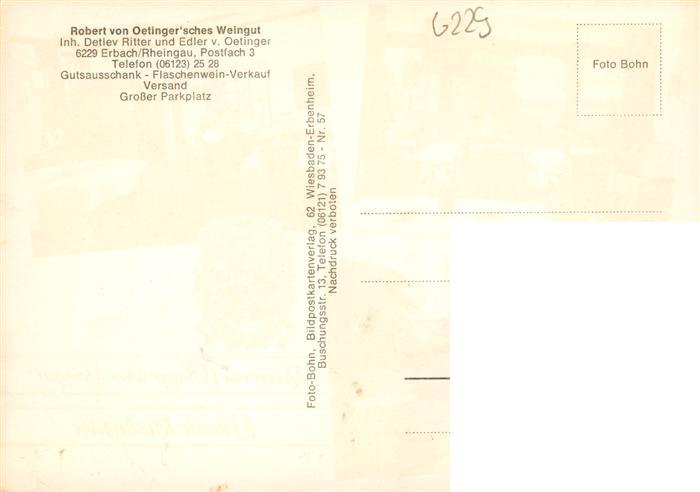 Robert von Oetinger'sches Weingut
Inh. Detlev Ritter und Edler v. Oetinger
6229 Erbach/Rheingau, Postfach 3
Telefon (06123) 25 28
Gutsausschank - Flaschenwein-Verkauf
Versand
Großer Parkplatz
6229
Foto Bohn
Foto-Bohn, Bildpostkartenverlag, 62 Wiesbaden-Erbenheim,
Buschungsstr. 13, Telefon (06121) 7 93 75 - Nr. 57
Nachdruck verboten